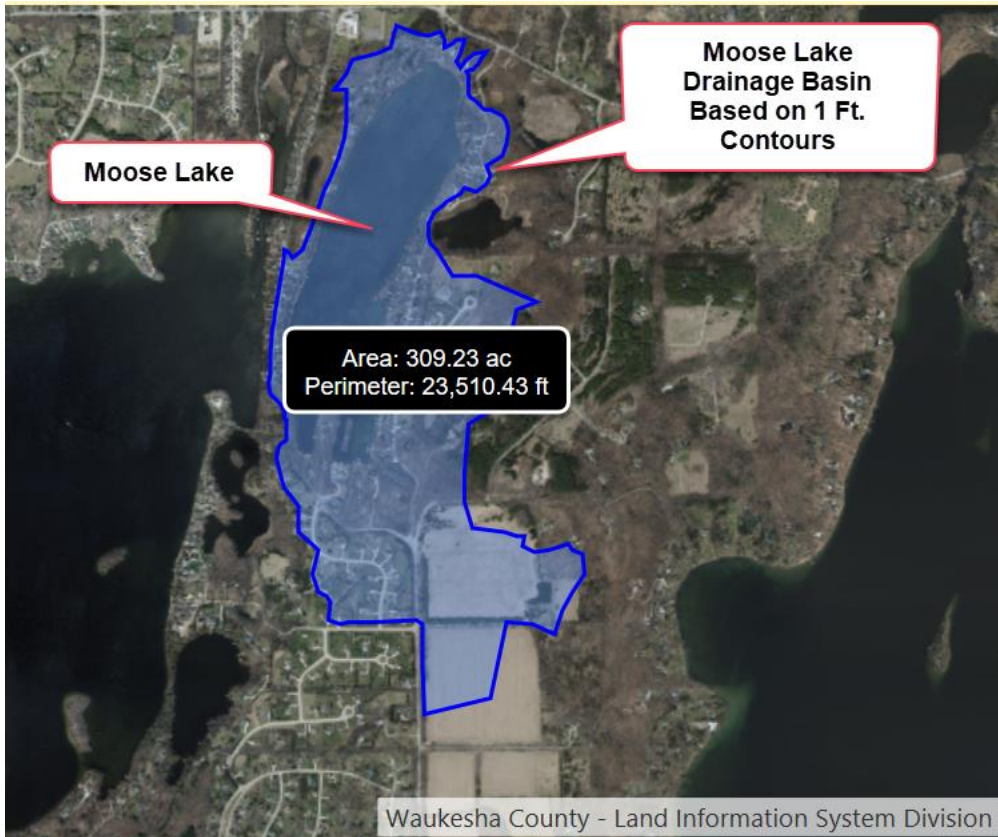 Moose Lake
Drainage Basin
Based on 1 Ft.
Contours
Moose Lake
Area: 309.23 ac
Perimeter: 23,510.43 ft
Waukesha County - Land Information System Division